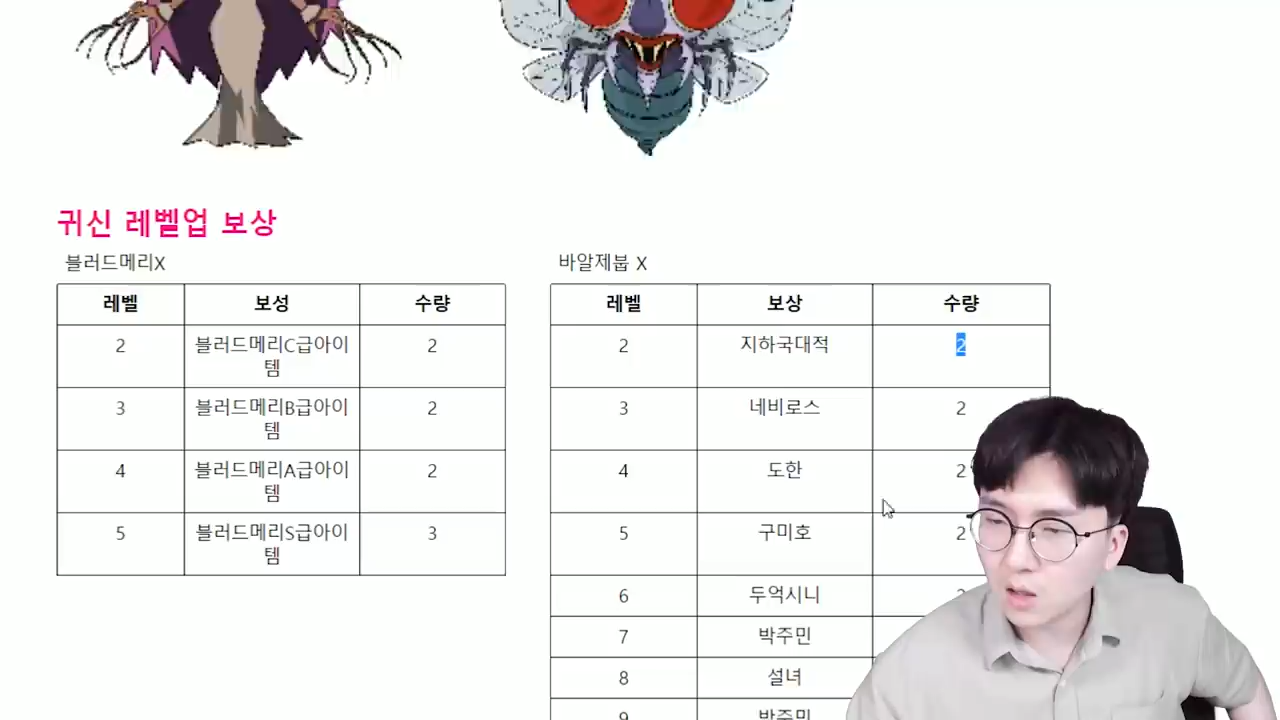 귀신 레벨업 보상
블러드메리X
레벨 보성 수량
2 블러드메리C급아이 2
템
3 블러드메리B급아이 2
템
4 블러드메리A급아이 2
템
5 블러드메리S급아이 3
템
바알제붑 X
레벨 보상 수량
2 지하국대적 2
3 네비로스 2
4 도한 2
5 구미호 2
6 두억시니
7 박주민
8 설녀
9 박주민